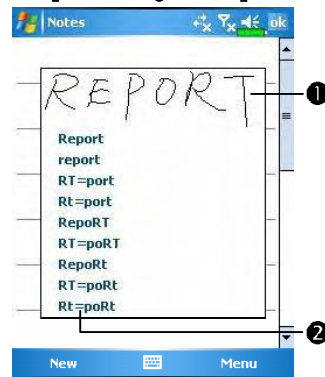 Notes ok
REPORT
1
Report
report
RT=port
Rt=port
RepoRT
RT=poRT
RepoRt
RT=poRt
Rt=poRt
2
New Menu